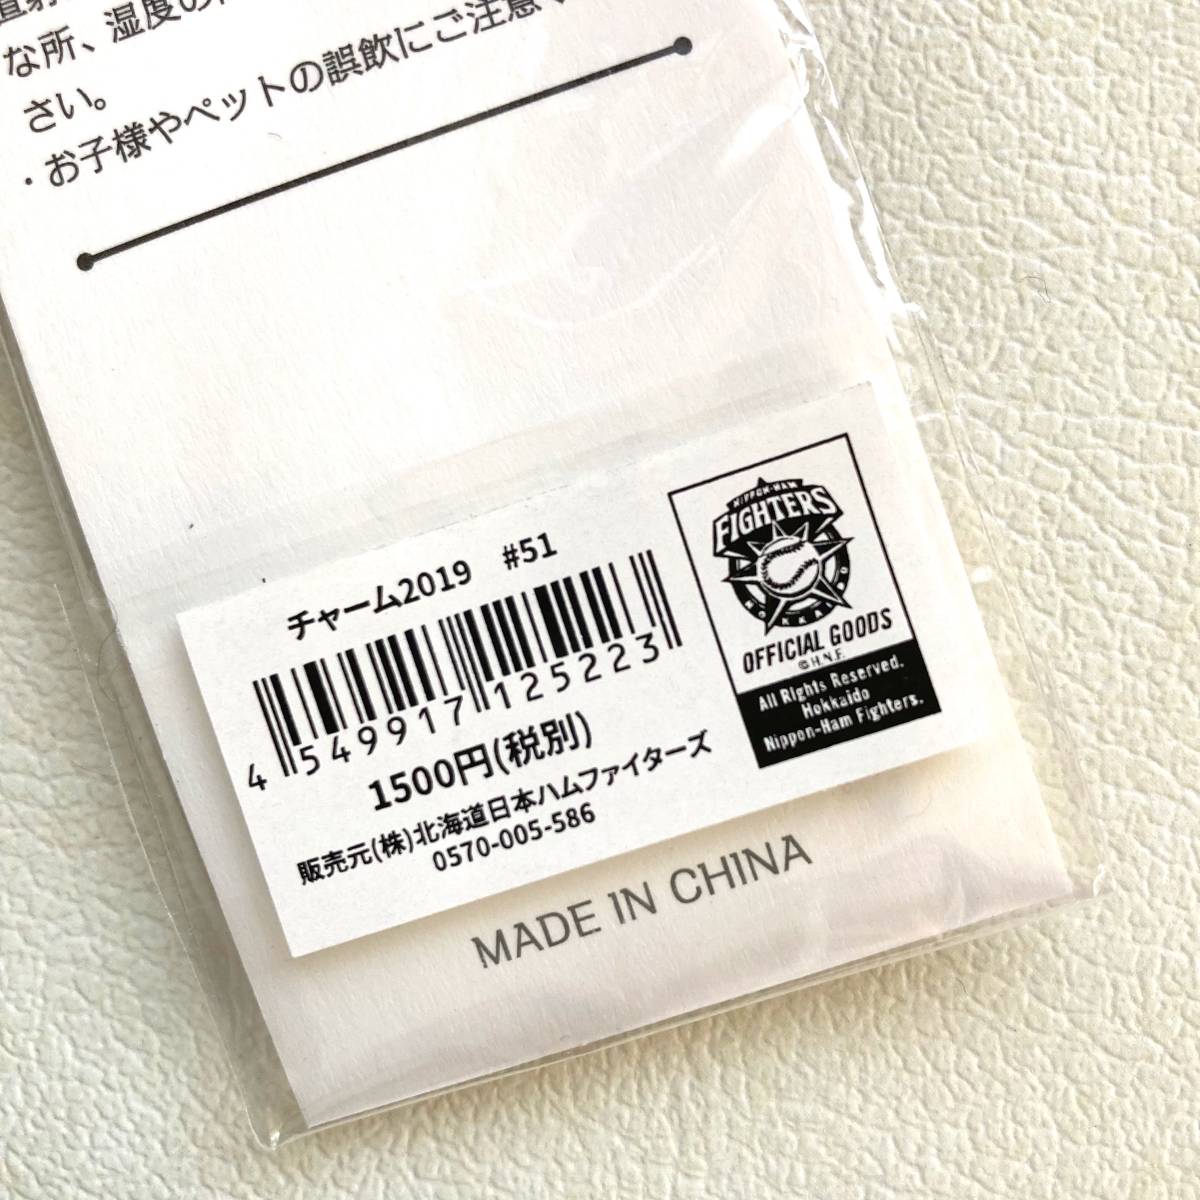 な所、湿度の
さい。
・お子様やペットの誤飲にご注意
チャーム2019 #51
4 549917 125223
1500円(税別)
販売元(株)北海道日本ハムファイターズ
0570-005-586
NIPPON-HAM
FIGHTERS
HOKKAIDO
OFFICIAL GOODS
©H.N.F.
All Rights Reserved.
Hokkaido
Nippon-Ham Fighters.
MADE IN CHINA